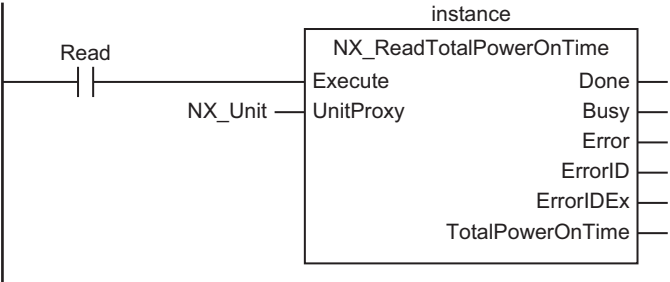 instance
NX_ReadTotalPowerOnTime
Read
Execute Done
NX_Unit UnitProxy Busy
Error
ErrorID
ErrorIDEx
TotalPowerOnTime